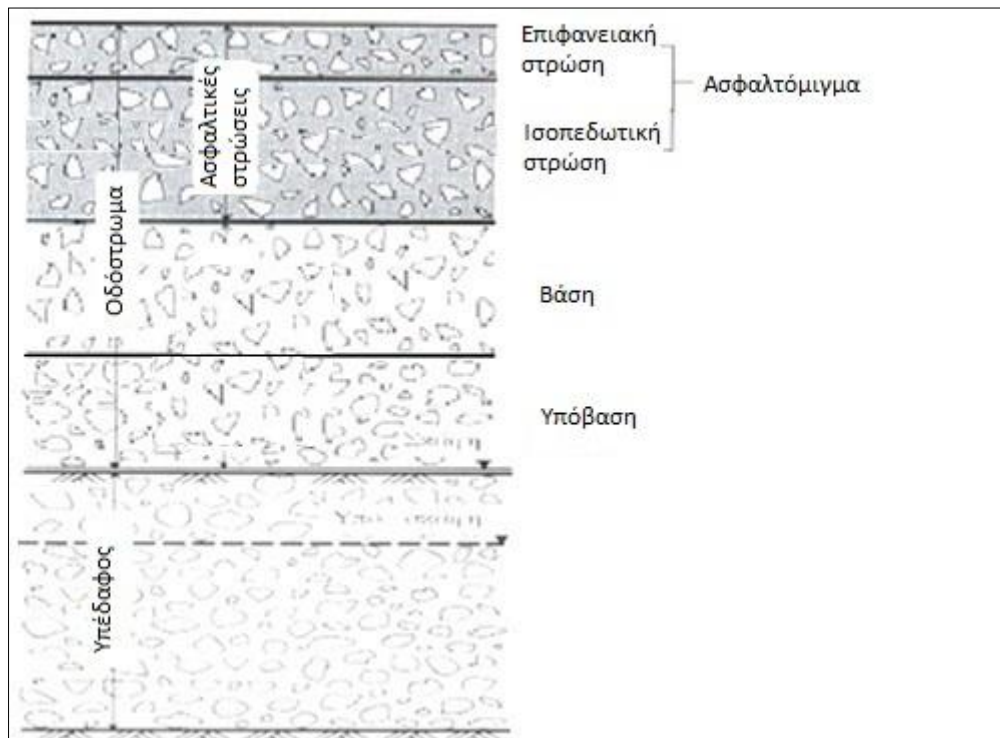 Επιφανειακή
στρώση
Ασφαλτόμιγμα
Ισοπεδωτική
στρώση
Ασφαλτικές
στρώσεις
Οδόστρωμα
Βάση
Υπόβαση
Υπέδαφος